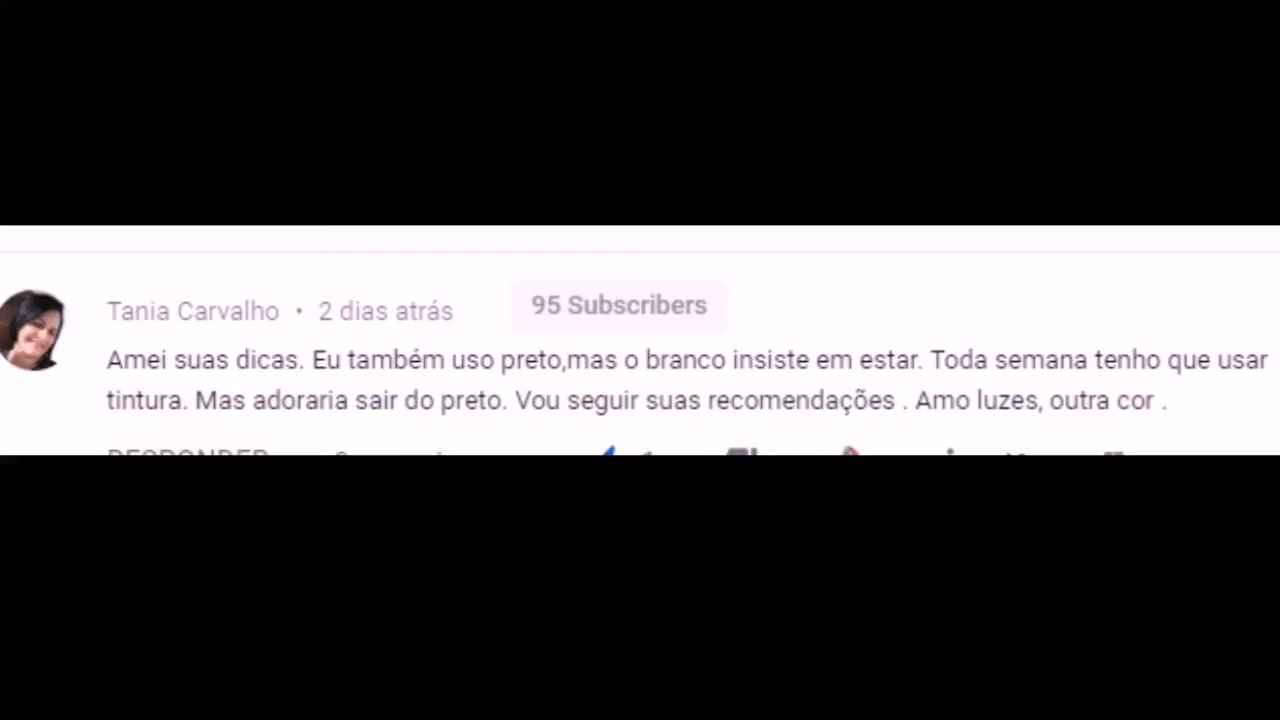 Tania Carvalho • 2 dias atrás 95 Subscribers
Amei suas dicas. Eu também uso preto,mas o branco insiste em estar. Toda semana tenho que usar
tintura. Mas adoraria sair do preto. Vou seguir suas recomendações . Amo luzes, outra cor .
RESPONDER